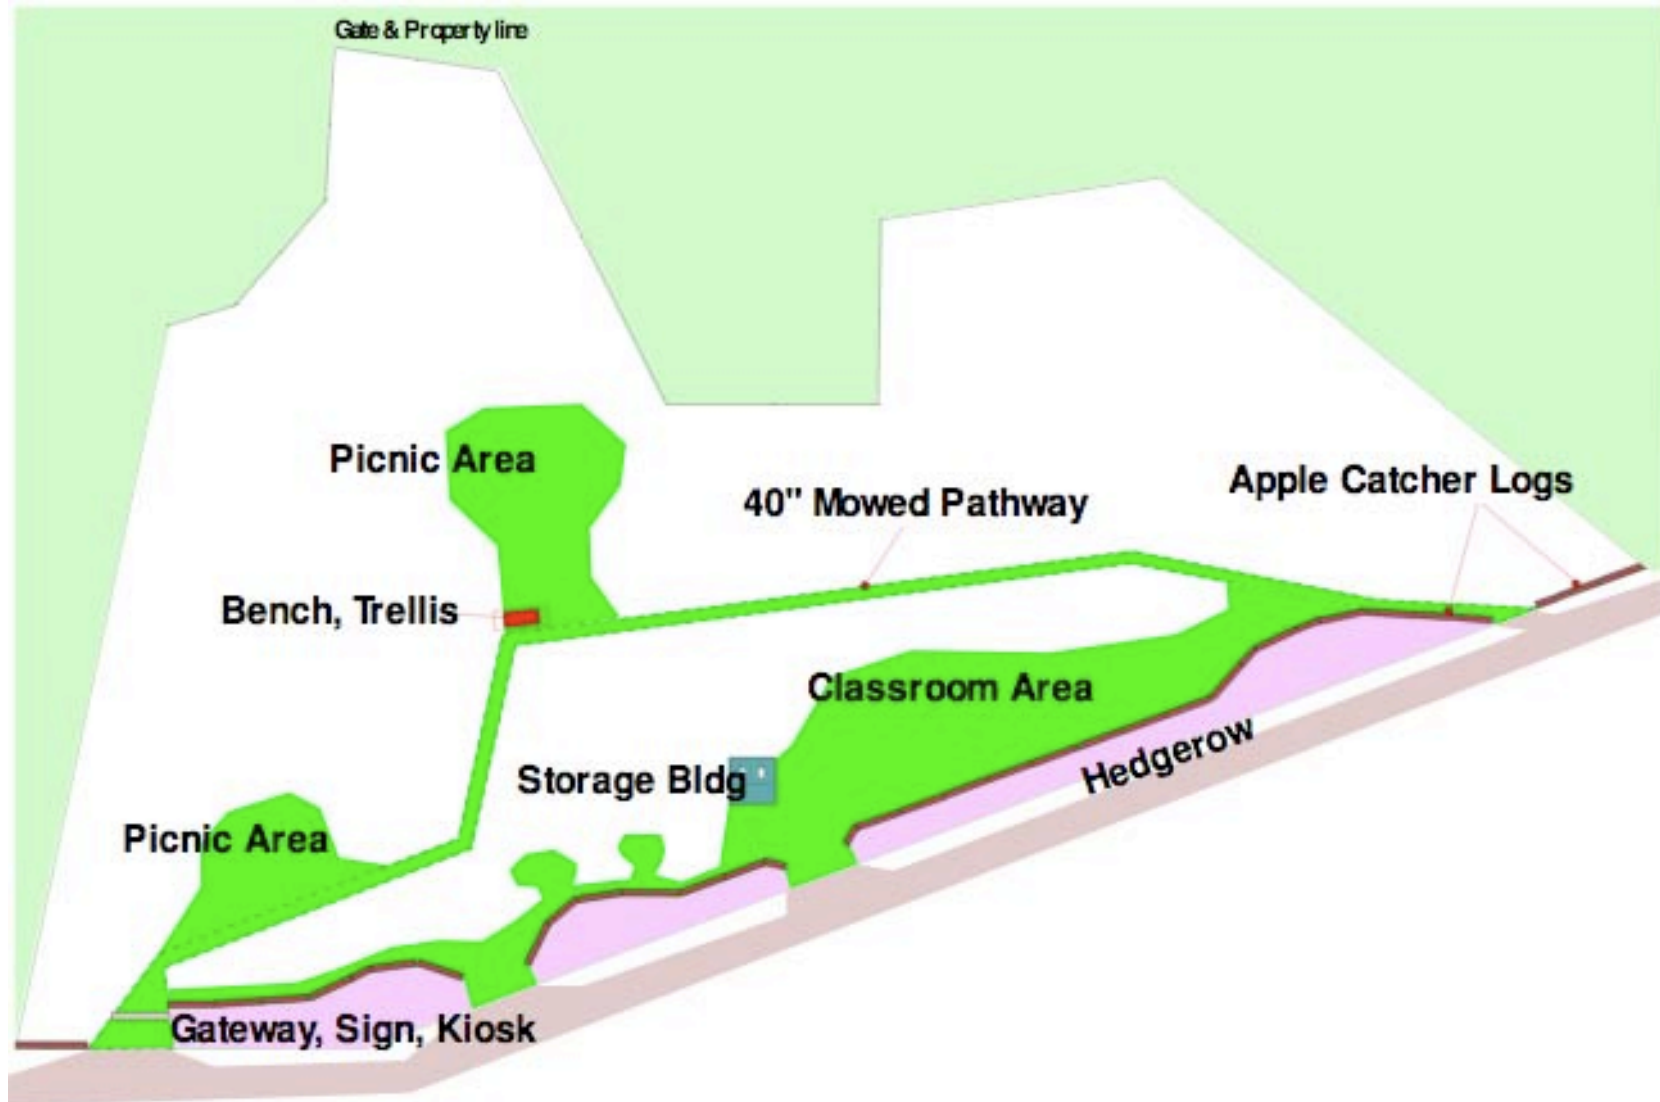 Gate & Property line
Picnic Area
40" Mowed Pathway
Apple Catcher Logs
Bench, Trellis
Classroom Area
Hedgerow
Storage Bldg
Picnic Area
Gateway, Sign, Kiosk